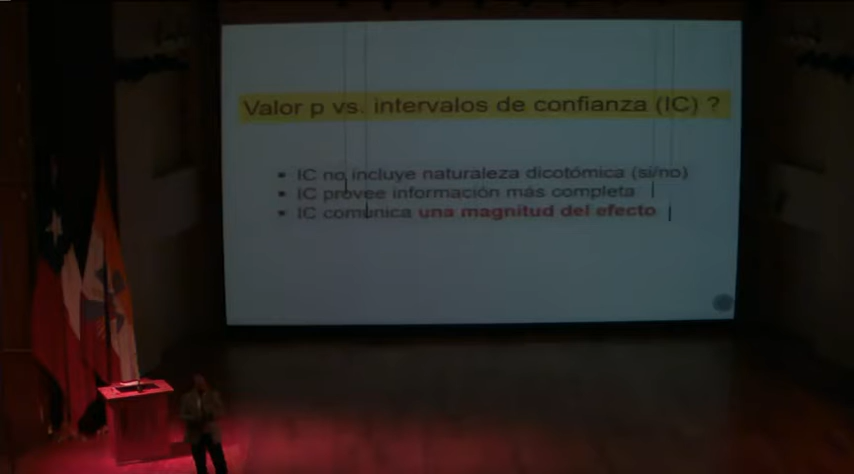 Valor p vs. intervalos de confianza (IC) ?
IC no incluye naturaleza dicotómica (si/no)
IC provee información más completa
IC comunica una magnitud del efecto